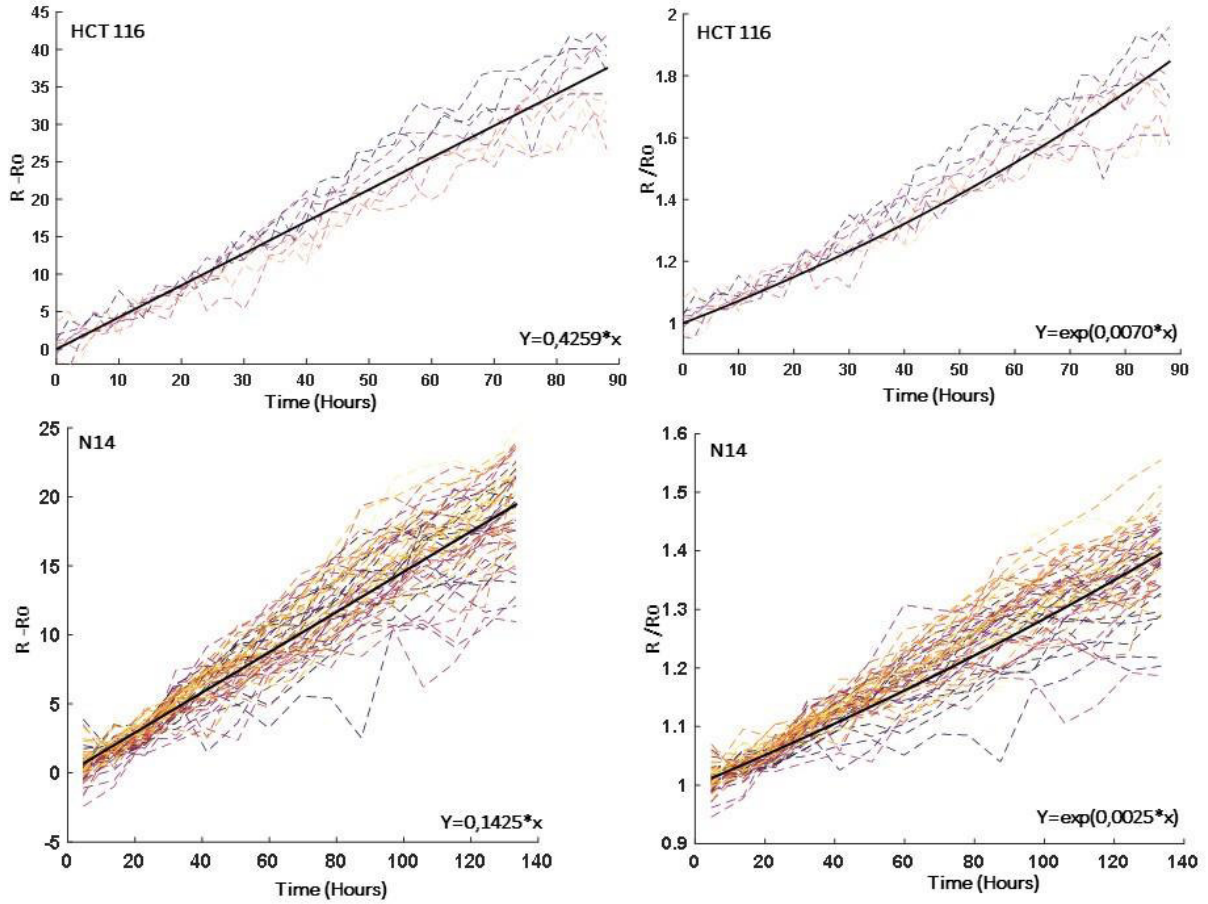 HCT 116
45
40
35
30
25
20
15
10
5
0
R -R0
0 10 20 30 40 50 60 70 80 90
Time (Hours)
Y=0,4259*x
HCT 116
2
1.8
1.6
1.4
1.2
1
R /R0
0 10 20 30 40 50 60 70 80 90
Time (Hours)
Y=exp(0,0070*x)
N14
25
20
15
10
5
0
-5
R -R0
0 20 40 60 80 100 120 140
Time (Hours)
Y=0,1425*x
N14
1.6
1.5
1.4
1.3
1.2
1.1
1
0.9
R /R0
0 20 40 60 80 100 120 140
Time (Hours)
Y=exp(0,0025*x)